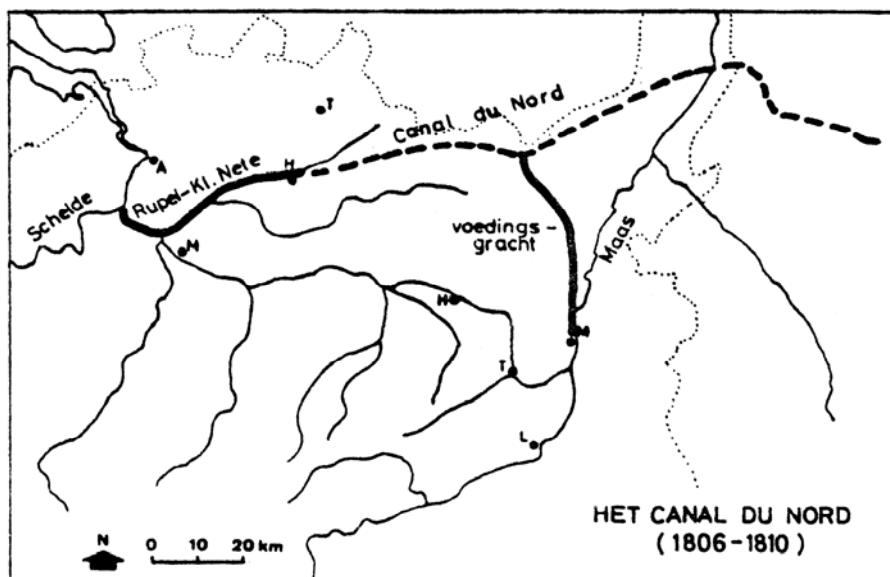 T
Canal du Nord
A
H
Rupel-Kl. Nete
Schelde
voedings-
gracht
Maas
M
H
M
T
L
HET CANAL DU NORD
(1806-1810)
N
0 10 20 km